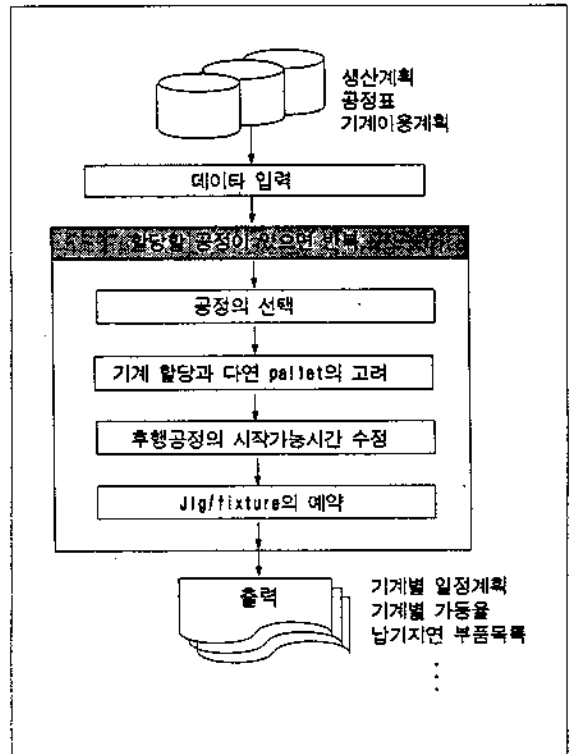 생산계획
공정표
기계이용계획
데이타 입력
할당할 공정이 있으면 반복
공정의 선택
기계 할당과 다연 pallet의 고려
후행공정의 시작가능시간 수정
Jig/fixture의 예약
출력
기계별 일정계획
기계별 가동율
납기지연 부품목록